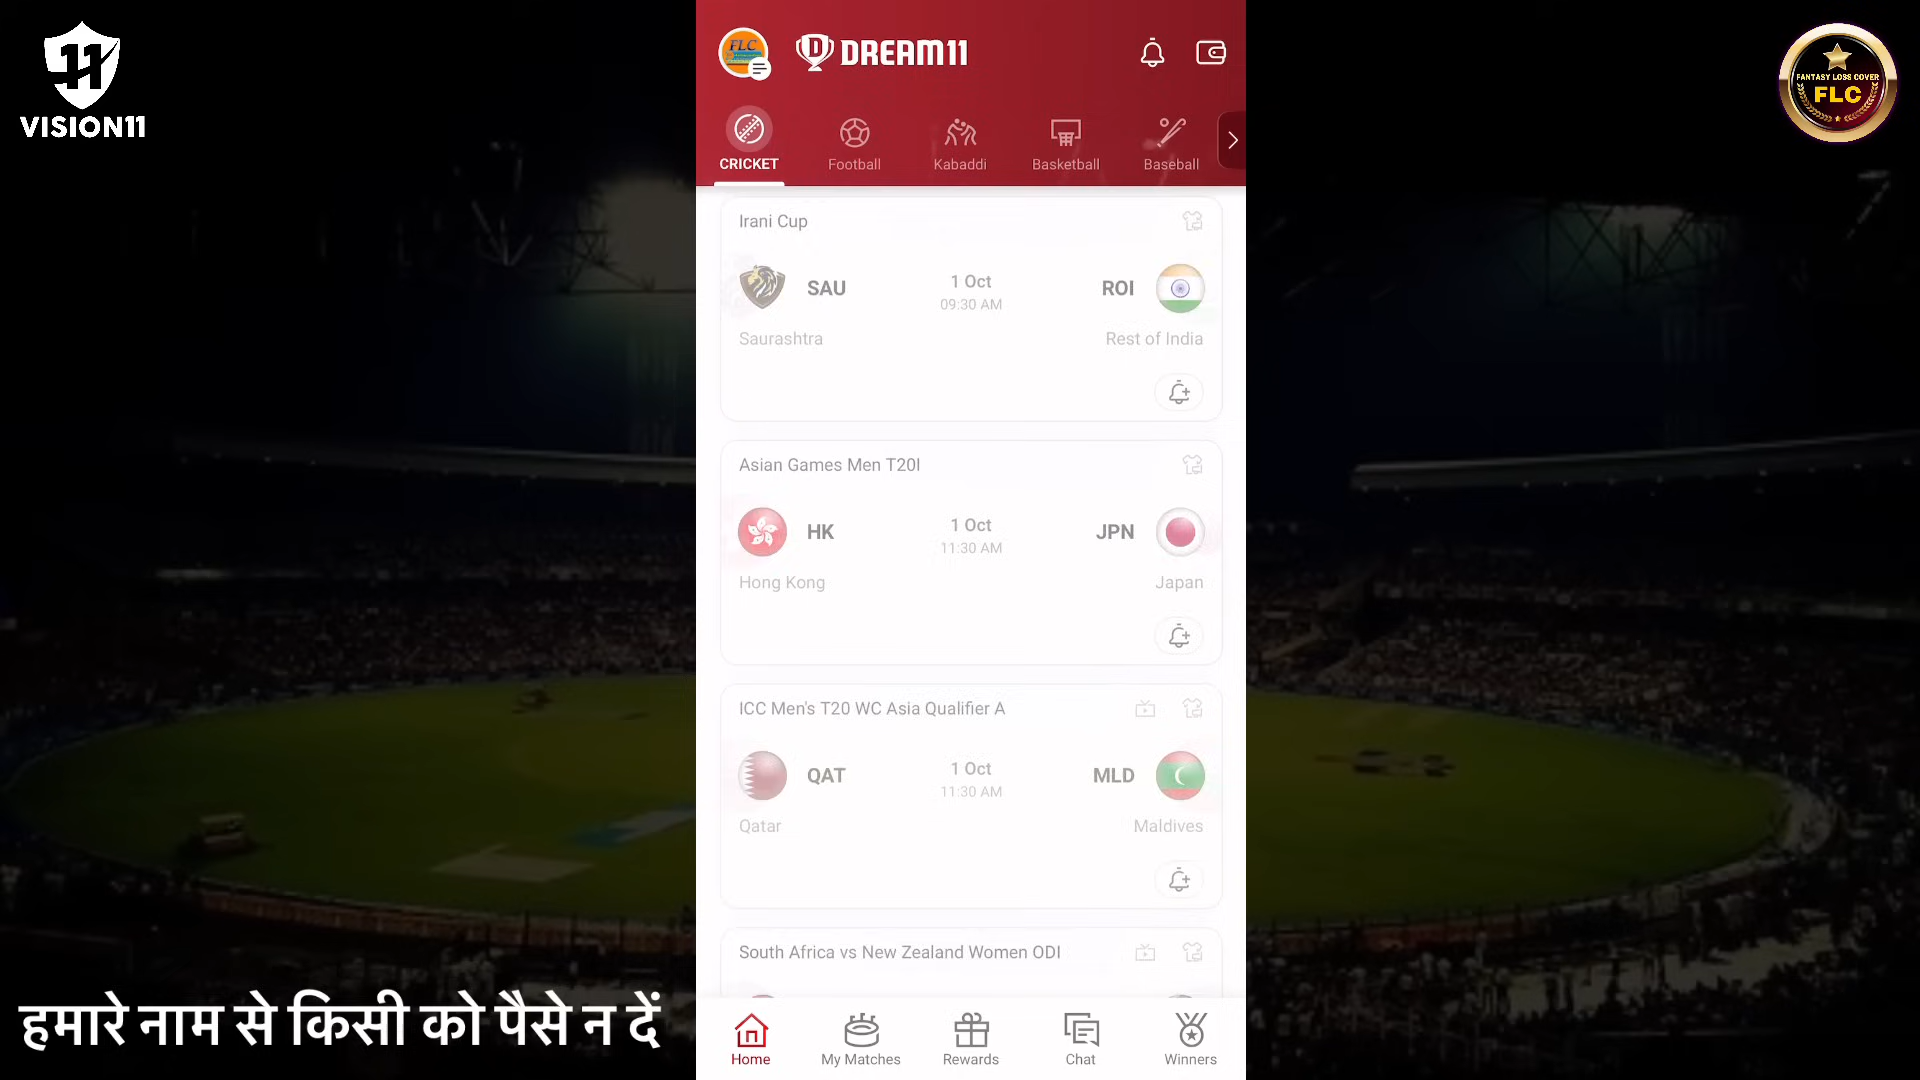 VISION11
FLC
DREAM11
FANTASY LOSS COVER
FLC
CRICKET
Football
Kabaddi
Basketball
Baseball
Irani Cup
SAU
1 Oct
09:30 AM
ROI
Saurashtra
Rest of India
Asian Games Men T20I
HK
1 Oct
11:30 AM
JPN
Hong Kong
Japan
ICC Men's T20 WC Asia Qualifier A
QAT
1 Oct
11:30 AM
MLD
Qatar
Maldives
South Africa vs New Zealand Women ODI
हमारे नाम से किसी को पैसे न दें
Home
My Matches
Rewards
Chat
Winners